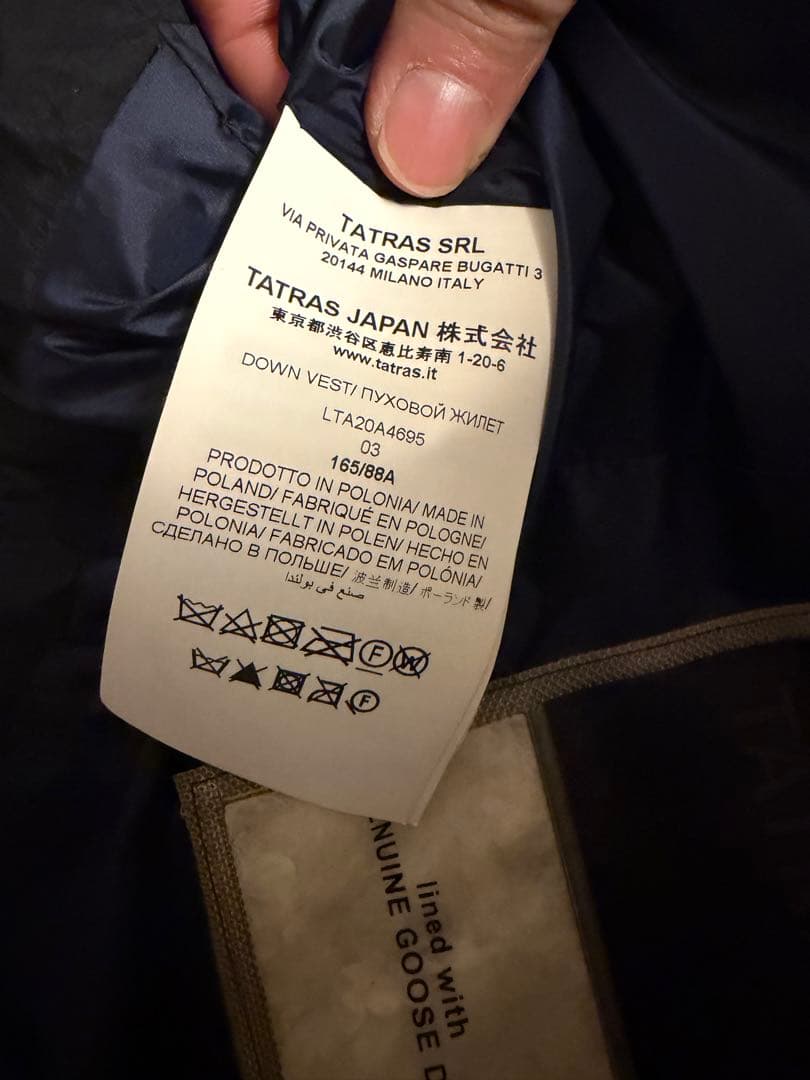 TATRAS SRL
VIA PRIVATA GASPARE BUGATTI 3
20144 MILANO ITALY
TATRAS JAPAN 株式会社
東京都渋谷区恵比寿南 1-20-6
www.tatras.it
DOWN VEST/ ПУХОВОЙ ЖИЛЕТ
LTA20A4695
03
165/88A
PRODOTTO IN POLONIA/ MADE IN
POLAND/ FABRIQUÉ EN POLOGNE/
HERGESTELLT IN POLEN/ HECHO EN
POLONIA/ FABRICADO EM POLÓNIA/
СДЕЛАНО В ПОЛЬШЕ/ 波兰制造/ ポーランド製/
صنع في بولندا
F W
F
lined with
ENUINE GOOSE D